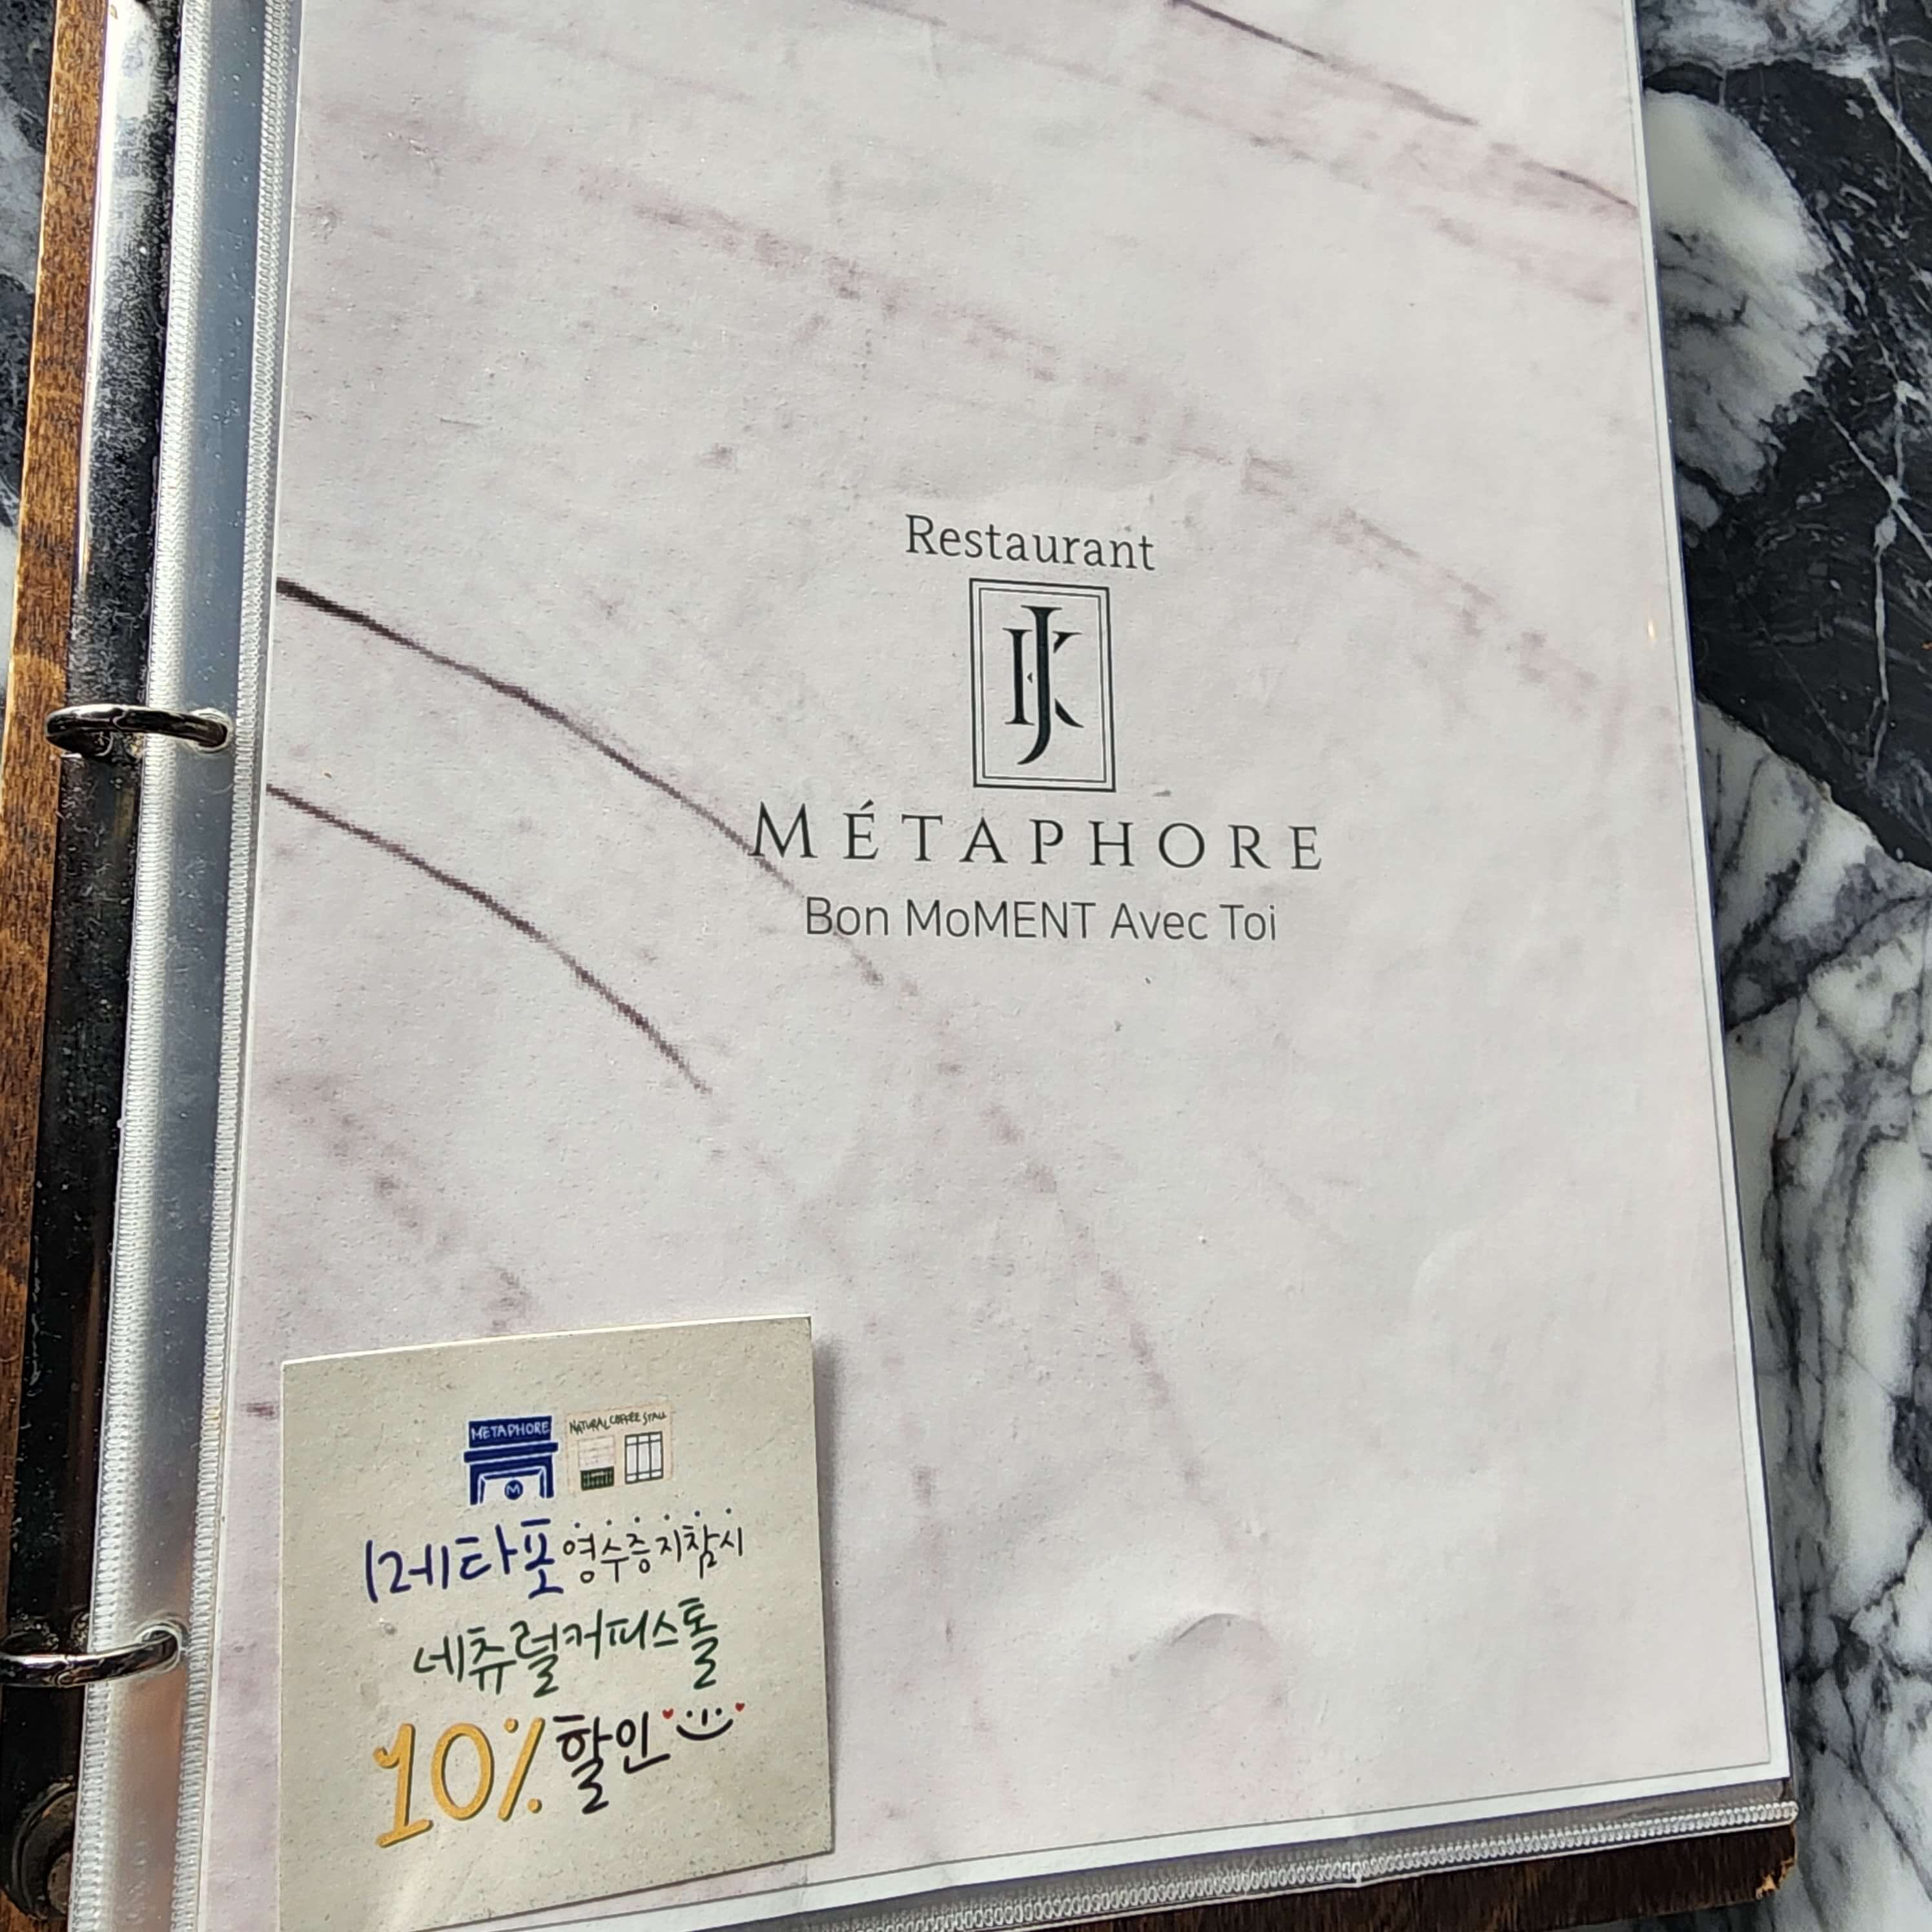 Restaurant
JK
MÉTAPHORE
Bon MoMENT Avec Toi
METAPHORE
NATURAL COFFEE STALL
M
메타포 영수증 지참시
네츄럴커피스톨
10% 할인